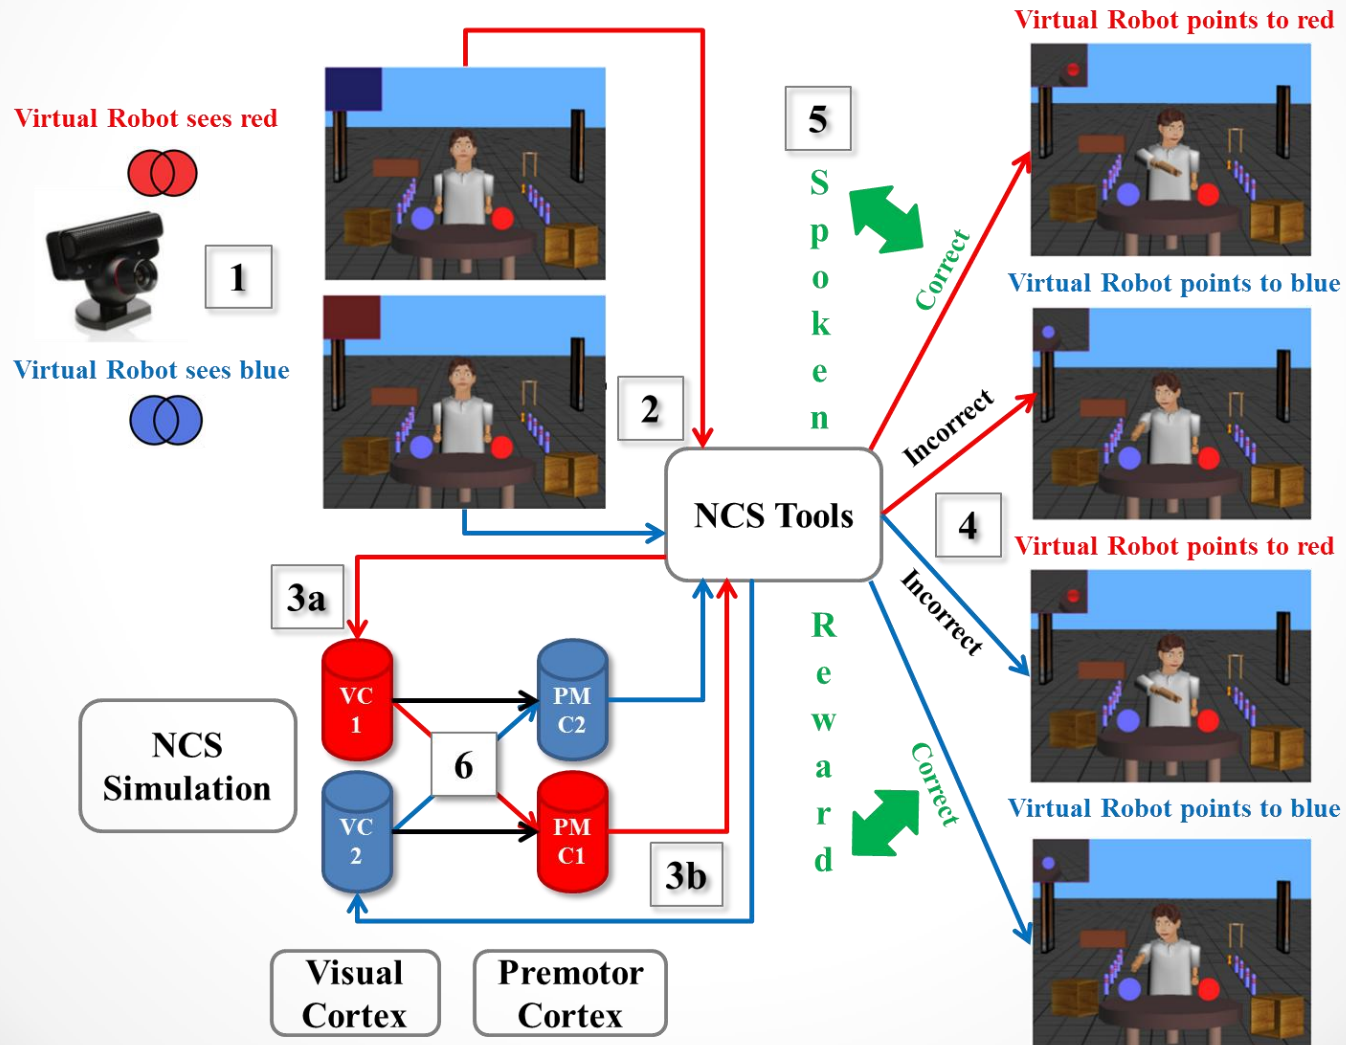 Virtual Robot sees red
1
Virtual Robot sees blue
2
NCS Tools
3a
VC
1
PM
C2
6
VC
2
PM
C1
3b
NCS
Simulation
Visual
Cortex
Premotor
Cortex
5
Spoken
Reward
Correct
Incorrect
4
Incorrect
Correct
Virtual Robot points to red
Virtual Robot points to blue
Virtual Robot points to red
Virtual Robot points to blue